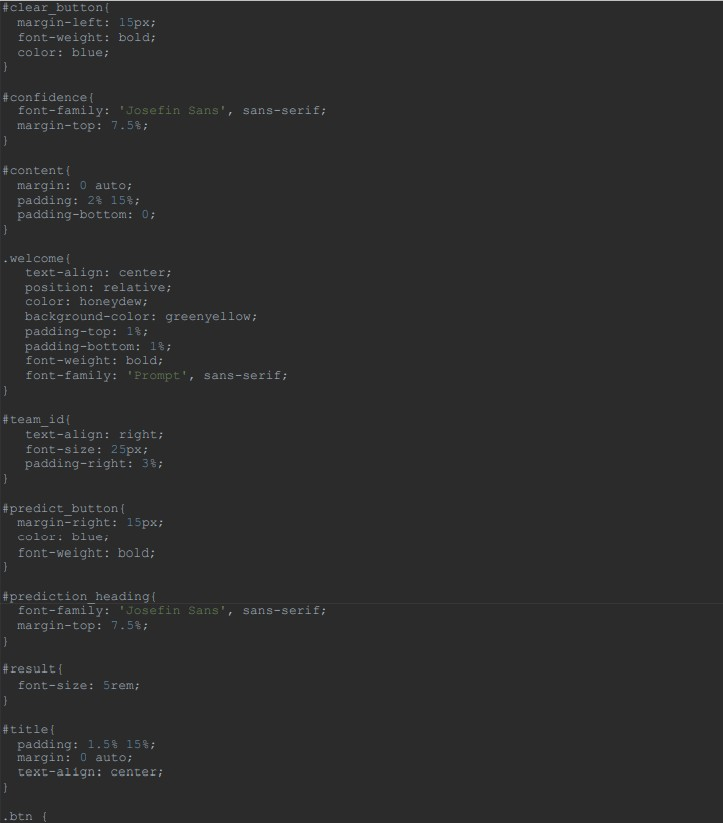 #clear_button{
  margin-left: 15px;
  font-weight: bold;
  color: blue;
}
#confidence{
  font-family: 'Josefin Sans', sans-serif;
  margin-top: 7.5%;
}
#content{
  margin: 0 auto;
  padding: 2% 15%;
  padding-bottom: 0;
}
.welcome{
   text-align: center;
   position: relative;
   color: honeydew;
   background-color: greenyellow;
   padding-top: 1%;
   padding-bottom: 1%;
   font-weight: bold;
   font-family: 'Prompt', sans-serif;
}
#team_id{
   text-align: right;
   font-size: 25px;
   padding-right: 3%;
}
#predict_button{
  margin-right: 15px;
  color: blue;
  font-weight: bold;
}
#prediction_heading{
  font-family: 'Josefin Sans', sans-serif;
  margin-top: 7.5%;
}
#result{
  font-size: 5rem;
}
#title{
  padding: 1.5% 15%;
  margin: 0 auto;
  text-align: center;
}
.btn {